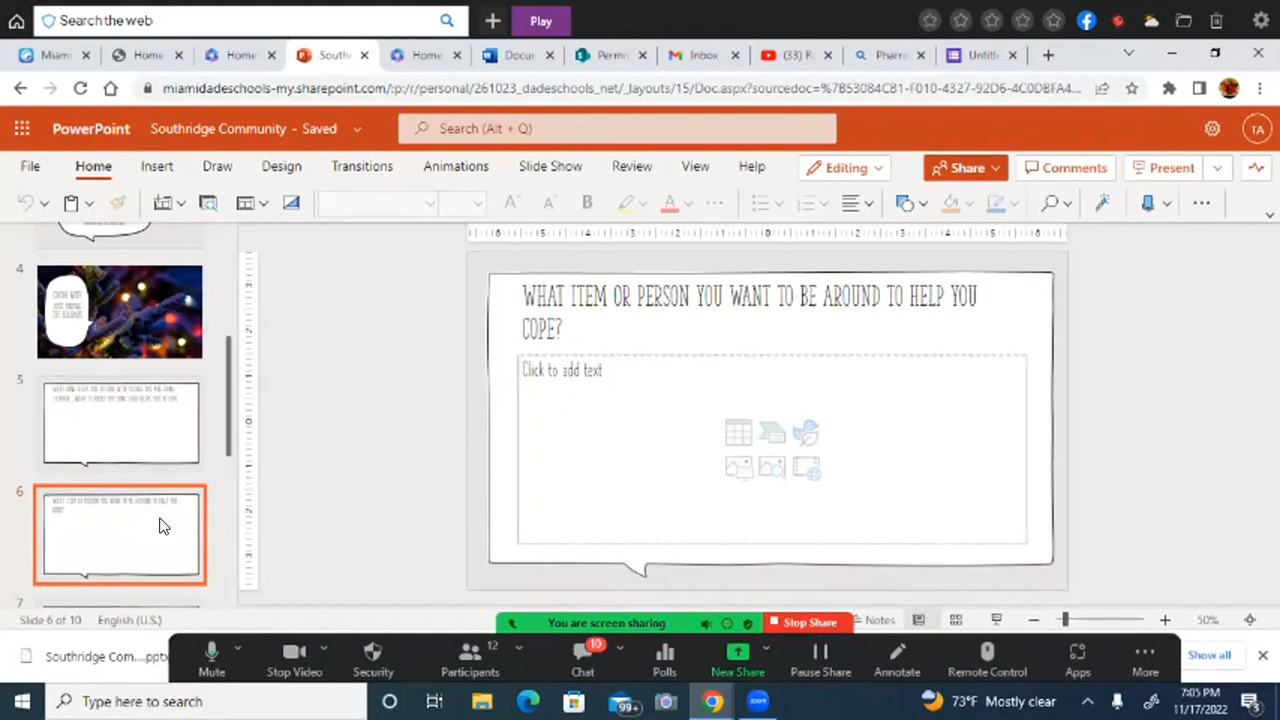 Search the web
Play
Miami
Home
Home
South
Home
Docu
Permi
Inbox
Pharm
Untitl
miamidadeschools-my.sharepoint.com/:p:/r/personal/261023_dadeschools_net/_layouts/15/Doc.aspx?sourcedoc=%7B53084CB1-F010-4327-92D6-4C0DBFA4...
PowerPoint
Southridge Community - Saved
Search (Alt + Q)
TA
File
Home
Insert
Draw
Design
Transitions
Animations
Slide Show
Review
View
Help
Editing
Share
Comments
Present
4
5
6
7
WHAT ITEM OR PERSON YOU WANT TO BE AROUND TO HELP YOU
COPE?
Click to add text
Slide 6 of 10
English (U.S.)
You are screen sharing
Stop Share
Notes
50%
Southridge Com....pptx
Mute
Stop Video
Security
Participants
12
Chat
10
Polls
New Share
Pause Share
Annotate
Remote Control
Apps
More
Show all
Type here to search
99+
73°F Mostly clear
7:05 PM
11/17/2022
3